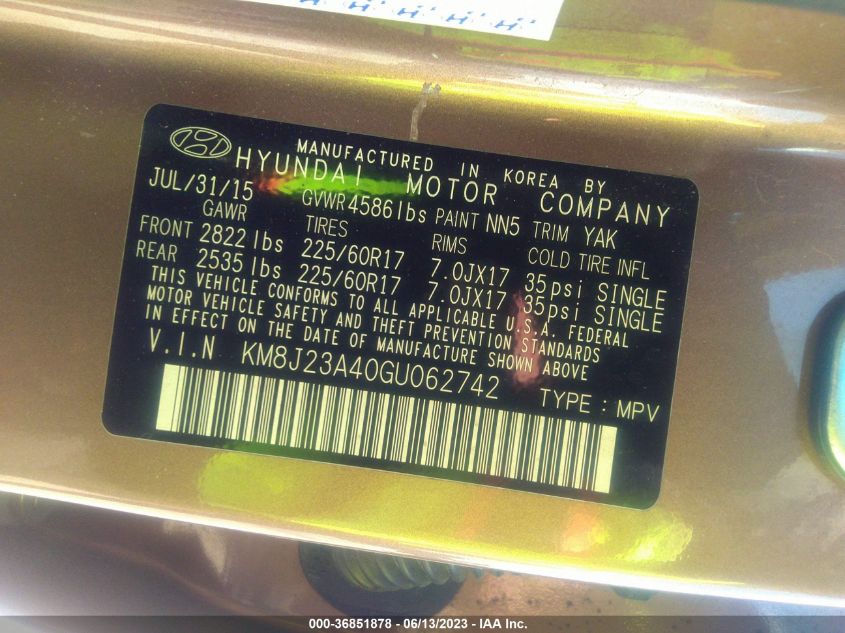 MANUFACTURED IN KOREA BY
HYUNDAI MOTOR COMPANY
JUL/31/15 GVWR 4586 lbs PAINT NN5 TRIM YAK
GAWR TIRES RIMS COLD TIRE INFL
FRONT 2822 lbs 225/60R17 7.0JX17 35psi SINGLE
REAR 2535 lbs 225/60R17 7.0JX17 35psi SINGLE
THIS VEHICLE CONFORMS TO ALL APPLICABLE U.S.A. FEDERAL
MOTOR VEHICLE SAFETY AND THEFT PREVENTION STANDARDS
IN EFFECT ON THE DATE OF MANUFACTURE SHOWN ABOVE
V.I.N KM8J23A40GU062742 TYPE : MPV
000-36851878 - 06/13/2023 - IAA Inc.